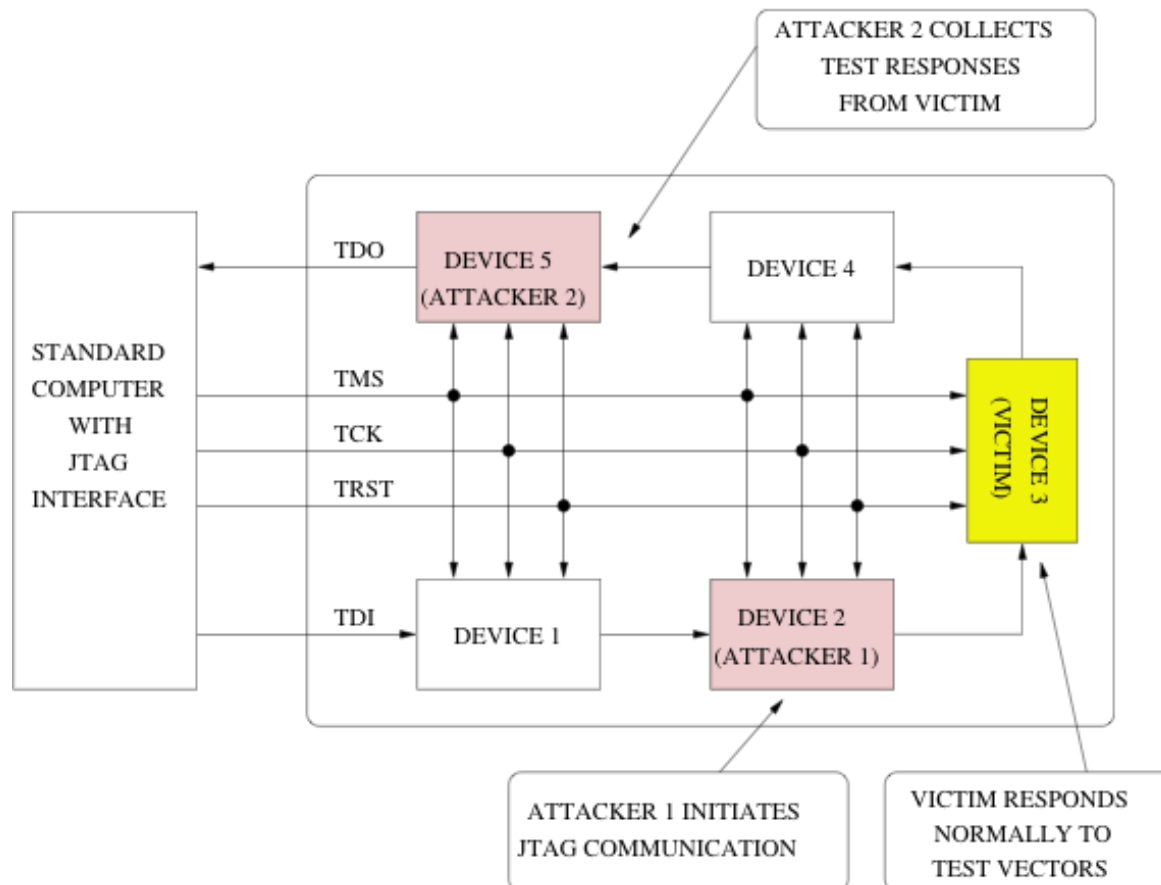 ATTACKER 2 COLLECTS
TEST RESPONSES
FROM VICTIM
STANDARD
COMPUTER
WITH
JTAG
INTERFACE
TDO
TMS
TCK
TRST
TDI
DEVICE 5
(ATTACKER 2)
DEVICE 4
DEVICE 3
(VICTIM)
DEVICE 1
DEVICE 2
(ATTACKER 1)
ATTACKER 1 INITIATES
JTAG COMMUNICATION
VICTIM RESPONDS
NORMALLY TO
TEST VECTORS